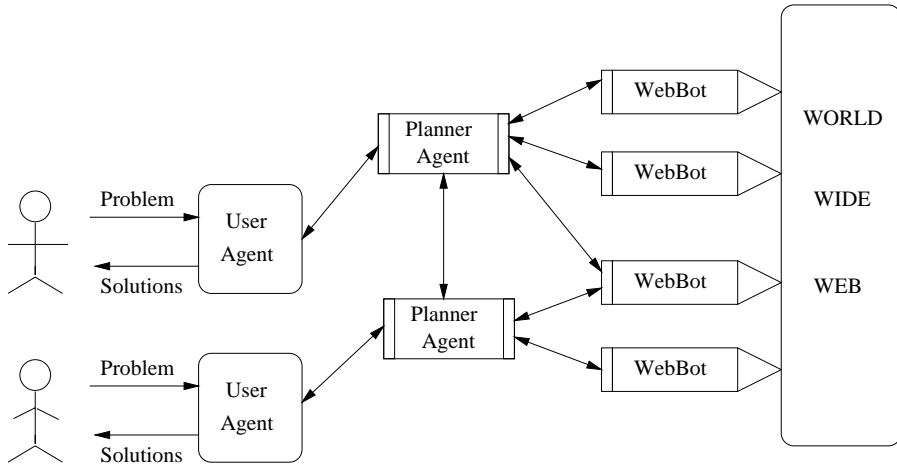 Problem
Solutions
User
Agent
Planner
Agent
WebBot
WebBot
WORLD
WIDE
WEB
Problem
Solutions
User
Agent
Planner
Agent
WebBot
WebBot